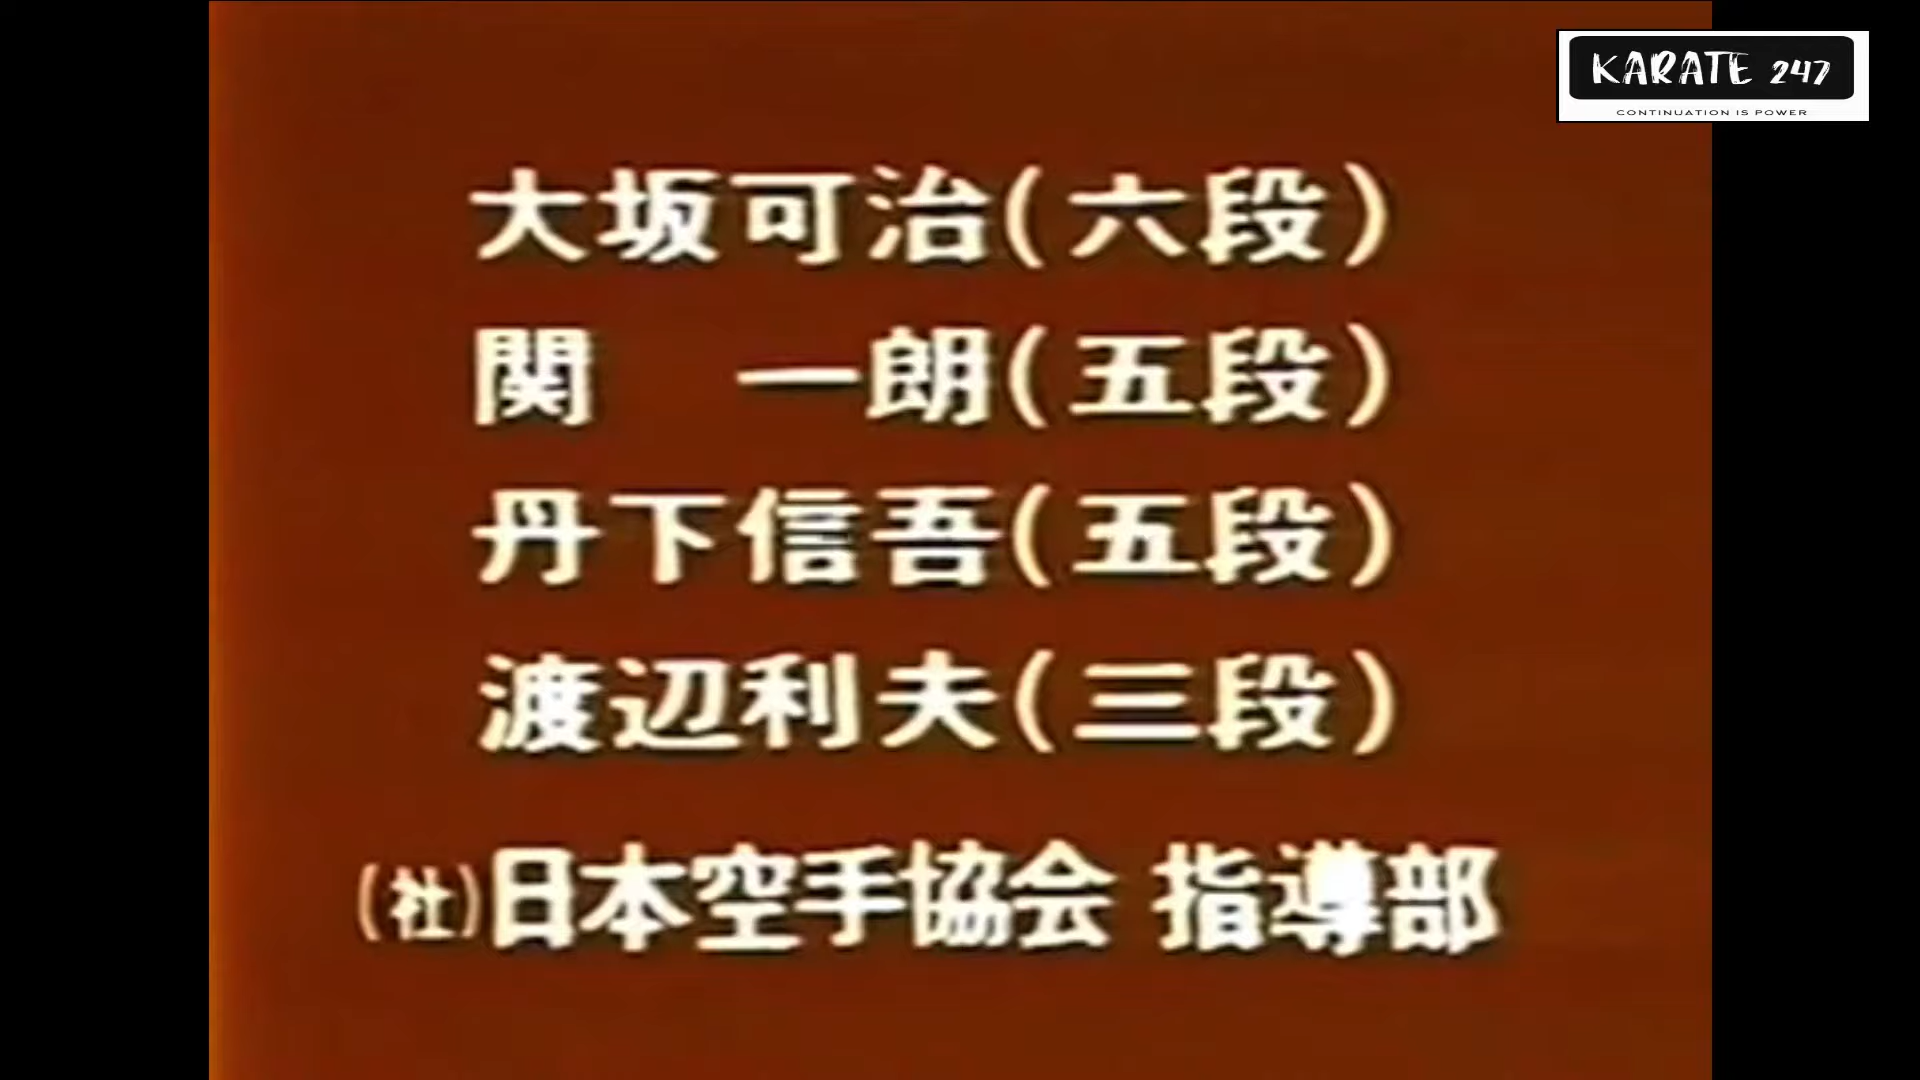 KARATE 247
CONTINUATION IS POWER
大坂可治(六段)
関 一朗(五段)
丹下信吾(五段)
渡辺利夫(三段)
(社)日本空手協会 指導部